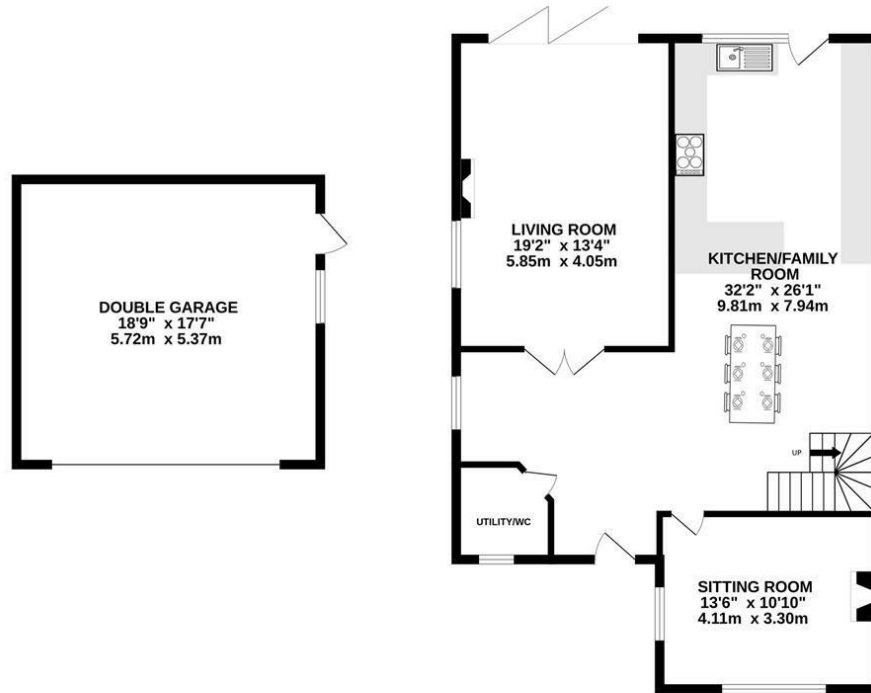 DOUBLE GARAGE
18'9" x 17'7"
5.72m x 5.37m
LIVING ROOM
19'2" x 13'4"
5.85m x 4.05m
KITCHEN/FAMILY
ROOM
32'2" x 26'1"
9.81m x 7.94m
UP
UTILITY/WC
SITTING ROOM
13'6" x 10'10"
4.11m x 3.30m